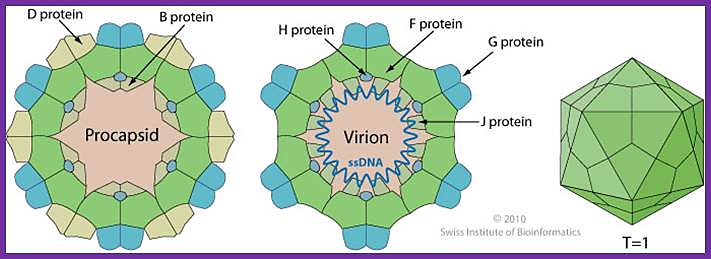 D protein
B protein
H protein
F protein
G protein
J protein
Procapsid
Virion
ssDNA
© 2010
Swiss Institute of Bioinformatics
T=1